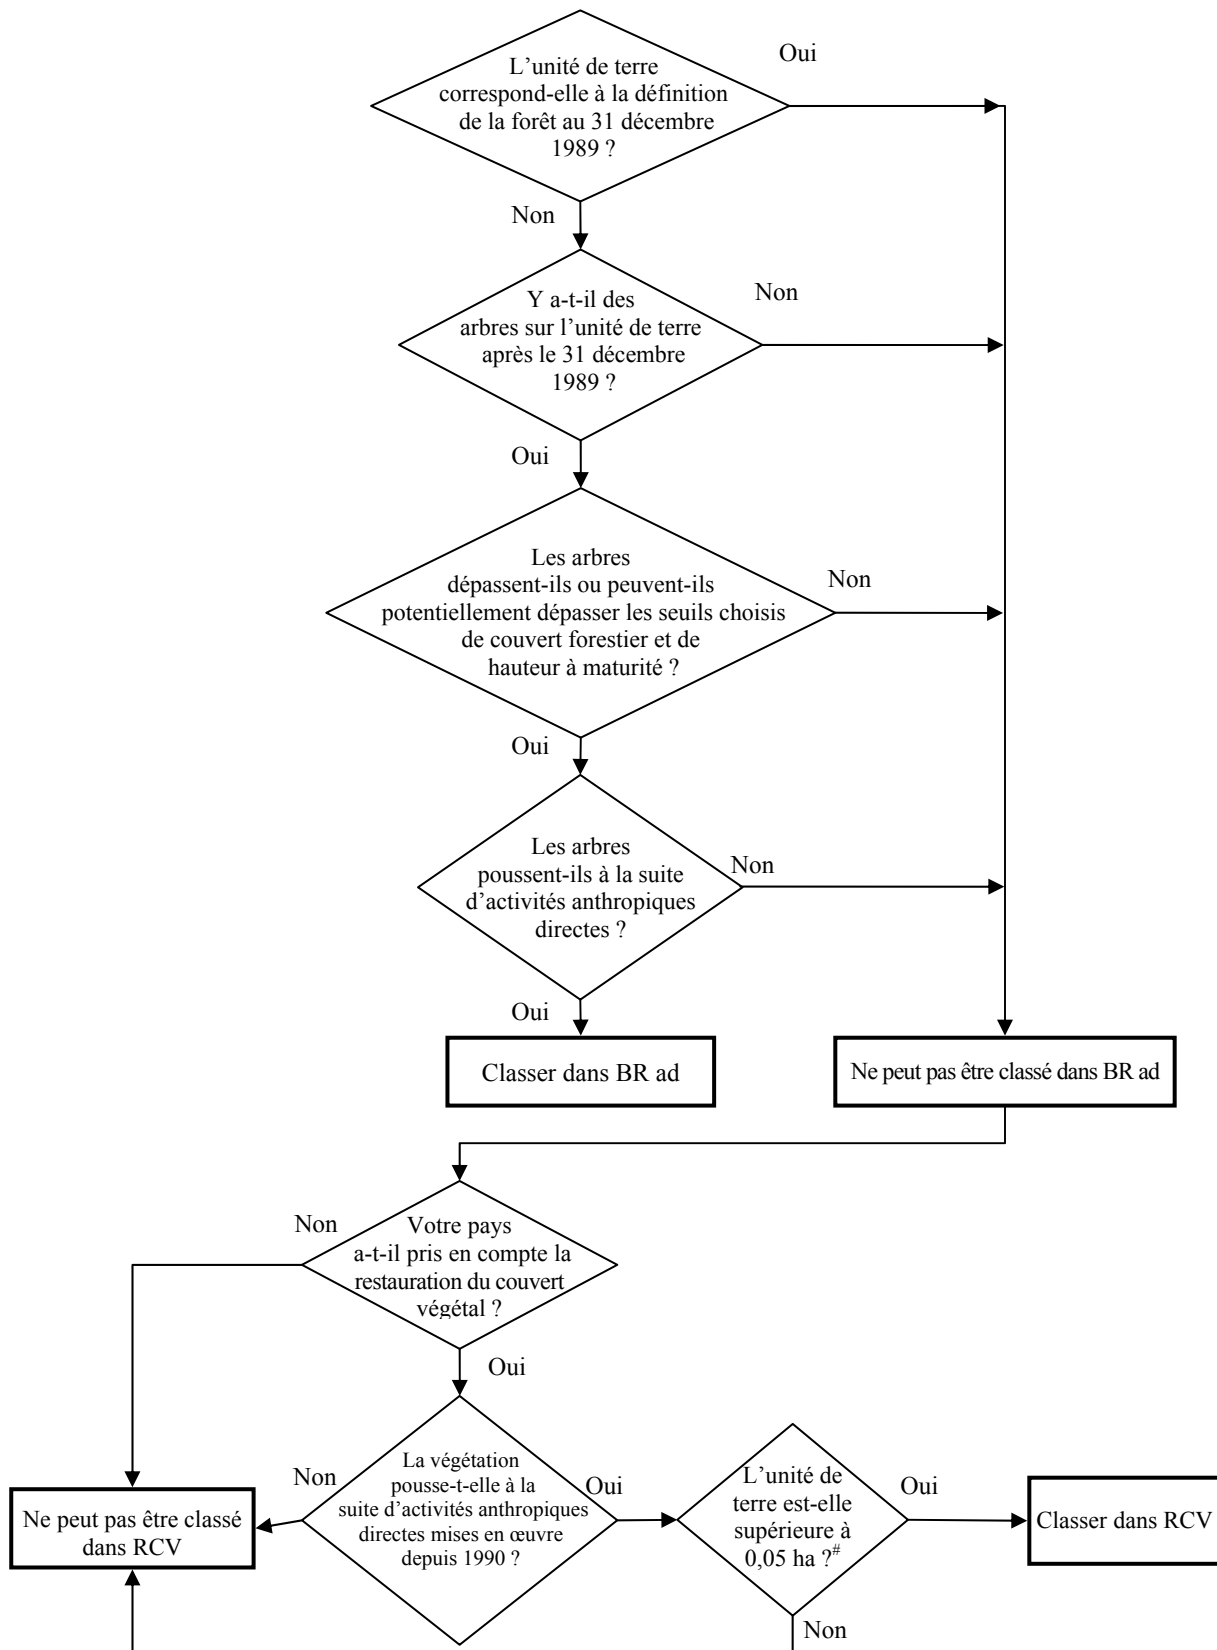 L’unité de terre
correspond-elle à la définition
de la forêt au 31 décembre
1989 ?
Oui
Non
Y a-t-il des
arbres sur l’unité de terre
après le 31 décembre
1989 ?
Non
Oui
Les arbres
dépassent-ils ou peuvent-ils
potentiellement dépasser les seuils choisis
de couvert forestier et de
hauteur à maturité ?
Non
Oui
Les arbres
poussent-ils à la suite
d’activités anthropiques
directes ?
Non
Oui
Classer dans BR ad
Ne peut pas être classé dans BR ad
Votre pays
a-t-il pris en compte la
restauration du couvert
végétal ?
Non
Oui
La végétation
pousse-t-elle à la
suite d’activités anthropiques
directes mises en œuvre
depuis 1990 ?
Non
Oui
Ne peut pas être classé
dans RCV
L’unité de
terre est-elle
supérieure à
0,05 ha ?#
Oui
Non
Classer dans RCV